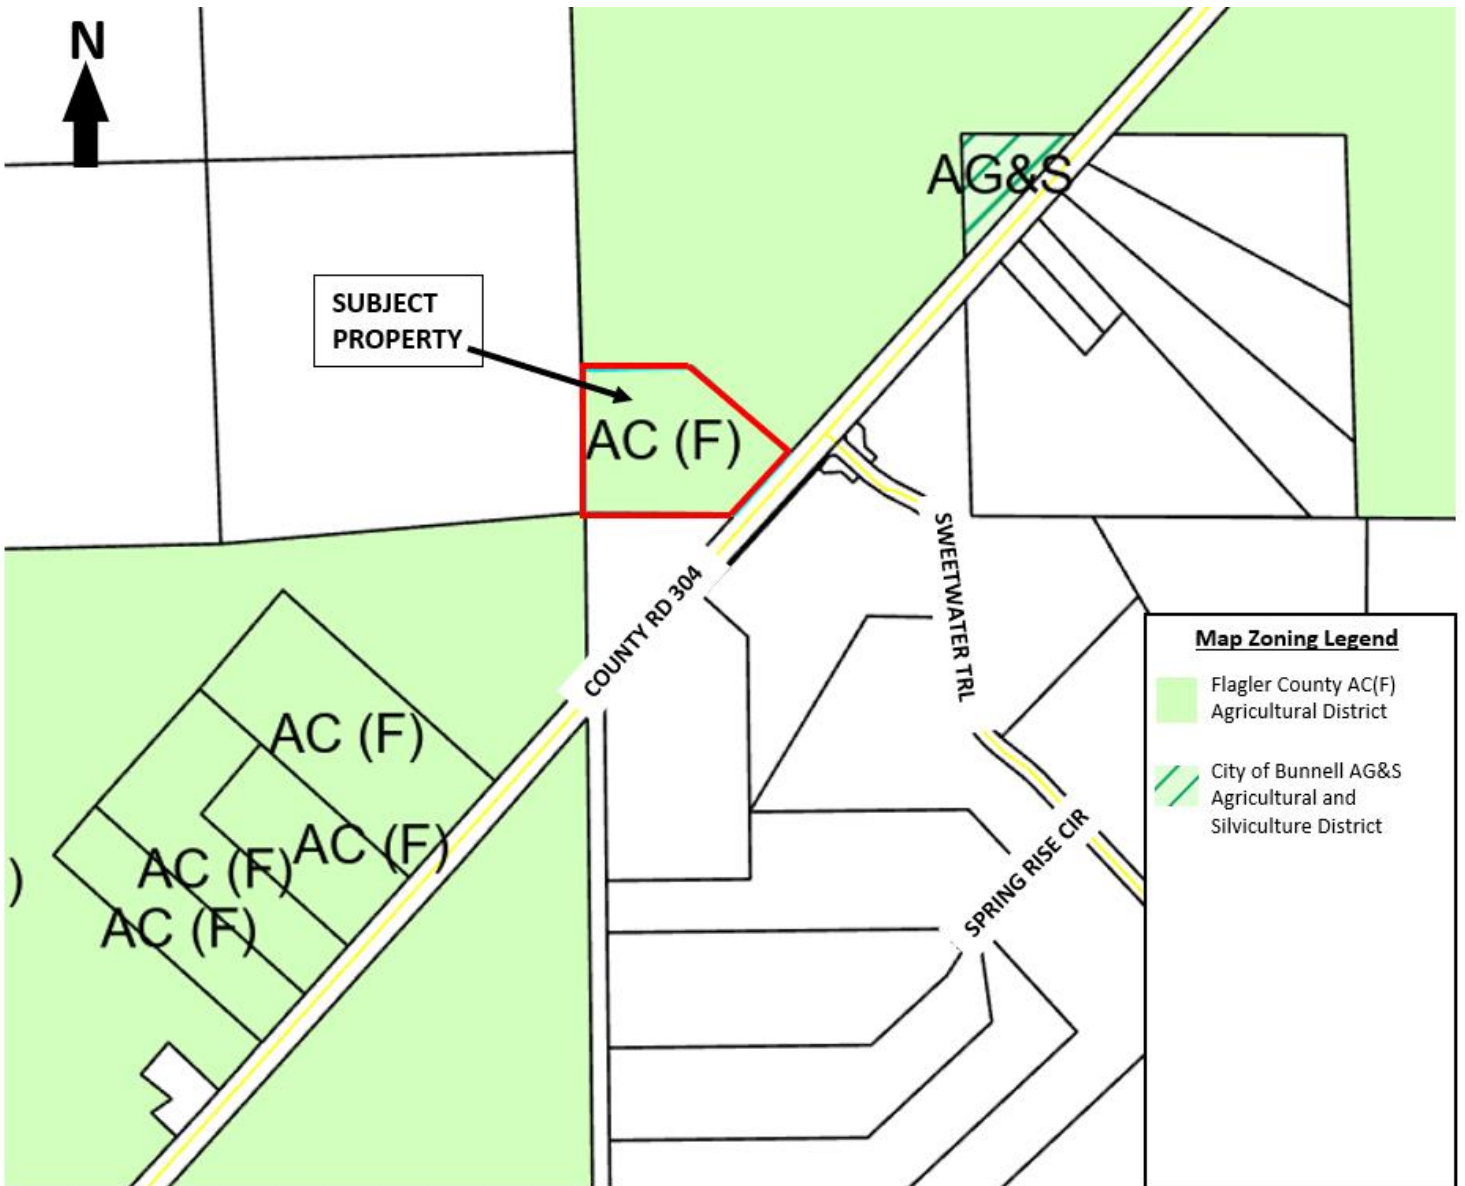 N
AG&S
SUBJECT
PROPERTY
AC (F)
SWEETWATER TRL
COUNTY RD 304
Map Zoning Legend
Flagler County AC(F)
Agricultural District
City of Bunnell AG&S
Agricultural and
Silviculture District
AC (F)
AC (F)
AC (F)
)
AC (F)
SPRING RISE CIR